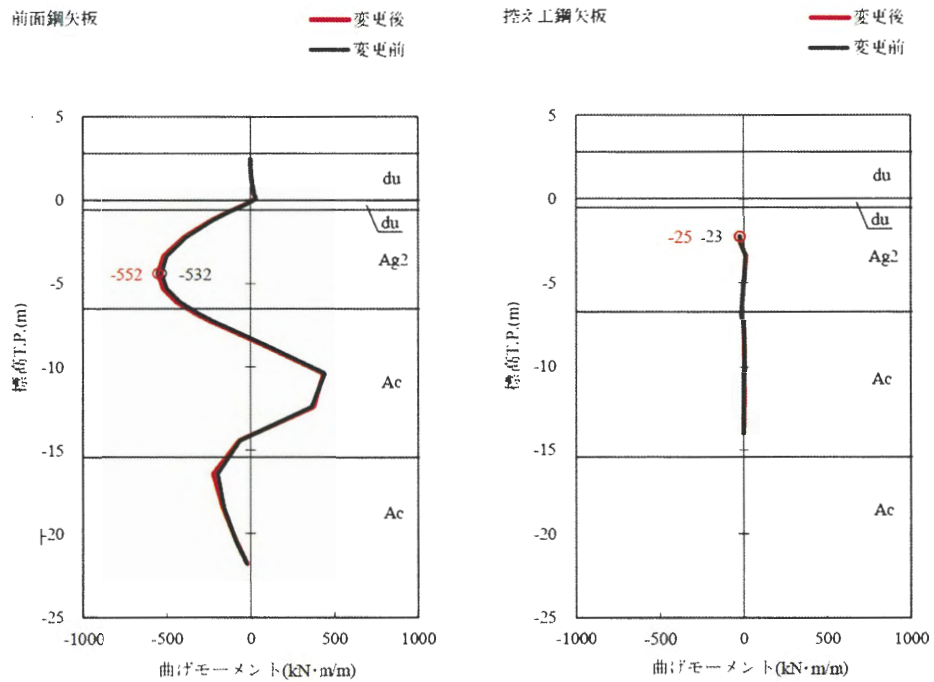 前面鋼矢板
変更後
変更前
5
0
-5
-10
-15
-20
-25
-1000
-500
0
500
1000
標高T.P.(m)
曲げモーメント(kN·m/m)
du
du
Ag2
Ac
Ac
-552
-532
控え工鋼矢板
変更後
変更前
5
0
-5
-10
-15
-20
-25
-1000
-500
0
500
1000
標高T.P.(m)
曲げモーメント(kN·m/m)
du
du
Ag2
Ac
Ac
-25
-23